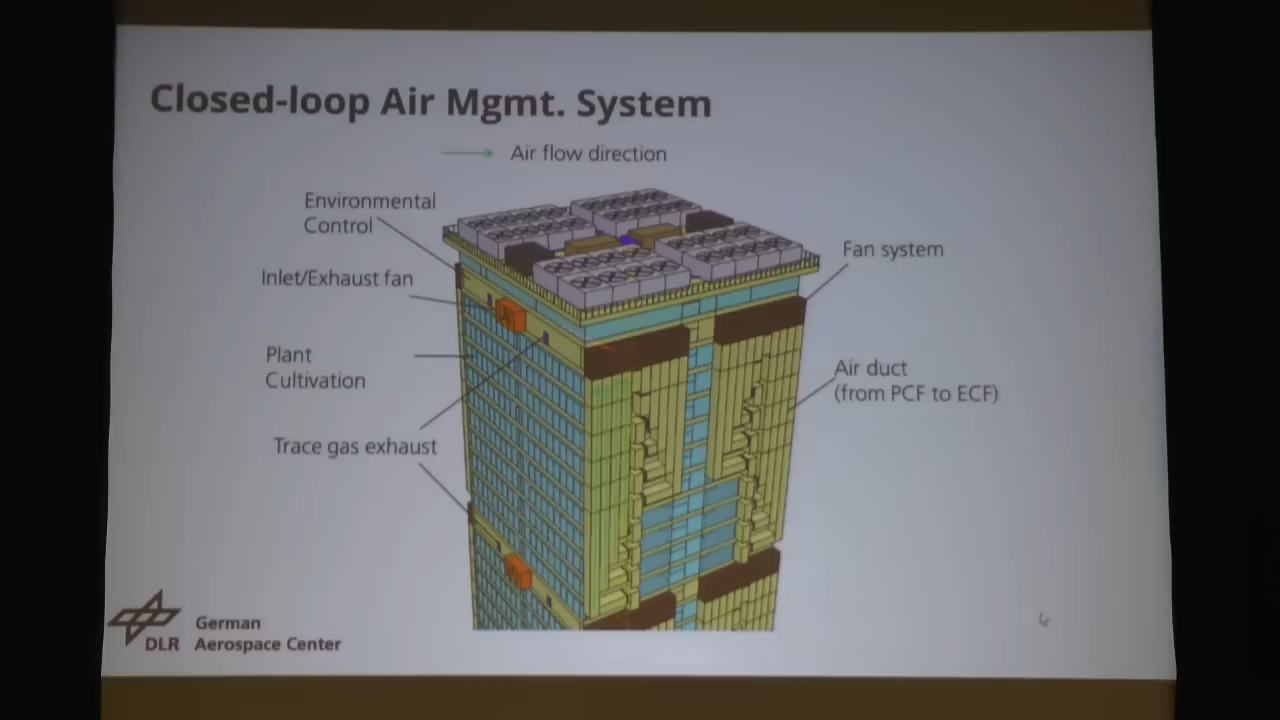 Closed-loop Air Mgmt. System
Air flow direction
Environmental
Control
Inlet/Exhaust fan
Plant
Cultivation
Trace gas exhaust
Fan system
Air duct
(from PCF to ECF)
German
DLR Aerospace Center